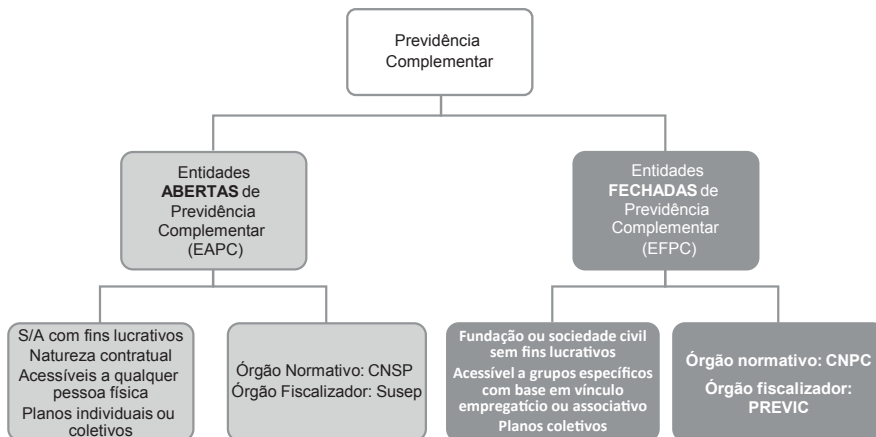 Previdência
Complementar
Entidades
ABERTAS de
Previdência
Complementar
(EAPC)
Entidades
FECHADAS de
Previdência
Complementar
(EFPC)
S/A com fins lucrativos
Natureza contratual
Acessíveis a qualquer
pessoa física
Planos individuais ou
coletivos
Órgão Normativo: CNSP
Órgão Fiscalizador: Susep
Fundação ou sociedade civil
sem fins lucrativos
Acessível a grupos específicos
com base em vínculo
empregatício ou associativo
Planos coletivos
Órgão normativo: CNPC
Órgão fiscalizador:
PREVIC